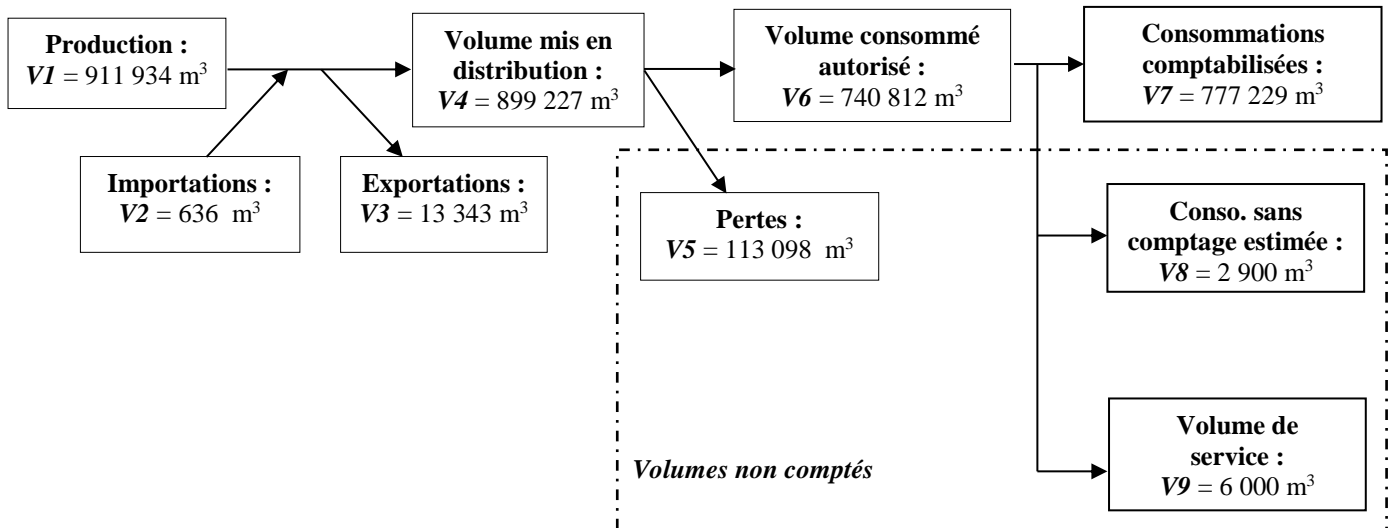 Production :
V1 = 911 934 m³
Volume mis en
distribution :
V4 = 899 227 m³
Volume consommé
autorisé :
V6 = 740 812 m³
Consommations
comptabilisées :
V7 = 777 229 m³
Importations :
V2 = 636 m³
Exportations :
V3 = 13 343 m³
Pertes :
V5 = 113 098 m³
Conso. sans
comptage estimée :
V8 = 2 900 m³
Volumes non comptés
Volume de
service :
V9 = 6 000 m³